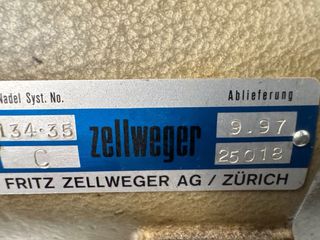 Nadel Syst. No. Ablieferung
134-35 zellweger 9.97
C 25018
FRITZ ZELLWEGER AG / ZÜRICH